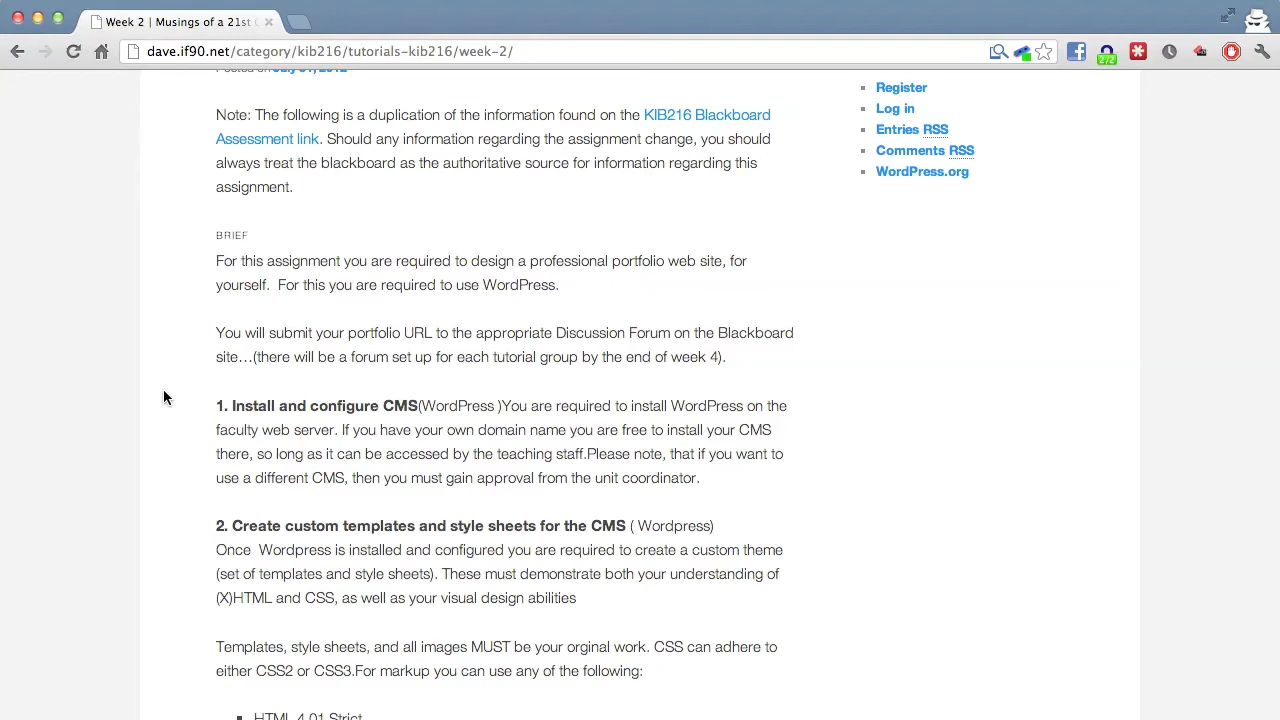 Week 2 | Musings of a 21st C
dave.if90.net/category/kib216/tutorials-kib216/week-2/
2/2
Posted on July 31, 2012
Note: The following is a duplication of the information found on the KIB216 Blackboard
Assessment link. Should any information regarding the assignment change, you should
always treat the blackboard as the authoritative source for information regarding this
assignment.
BRIEF
For this assignment you are required to design a professional portfolio web site, for
yourself.  For this you are required to use WordPress.
You will submit your portfolio URL to the appropriate Discussion Forum on the Blackboard
site…(there will be a forum set up for each tutorial group by the end of week 4).
1. Install and configure CMS(WordPress )You are required to install WordPress on the
faculty web server. If you have your own domain name you are free to install your CMS
there, so long as it can be accessed by the teaching staff.Please note, that if you want to
use a different CMS, then you must gain approval from the unit coordinator.
2. Create custom templates and style sheets for the CMS ( Wordpress)
Once  Wordpress is installed and configured you are required to create a custom theme
(set of templates and style sheets). These must demonstrate both your understanding of
(X)HTML and CSS, as well as your visual design abilities
Templates, style sheets, and all images MUST be your orginal work. CSS can adhere to
either CSS2 or CSS3.For markup you can use any of the following:
HTML 4.01 Strict
Register
Log in
Entries RSS
Comments RSS
WordPress.org